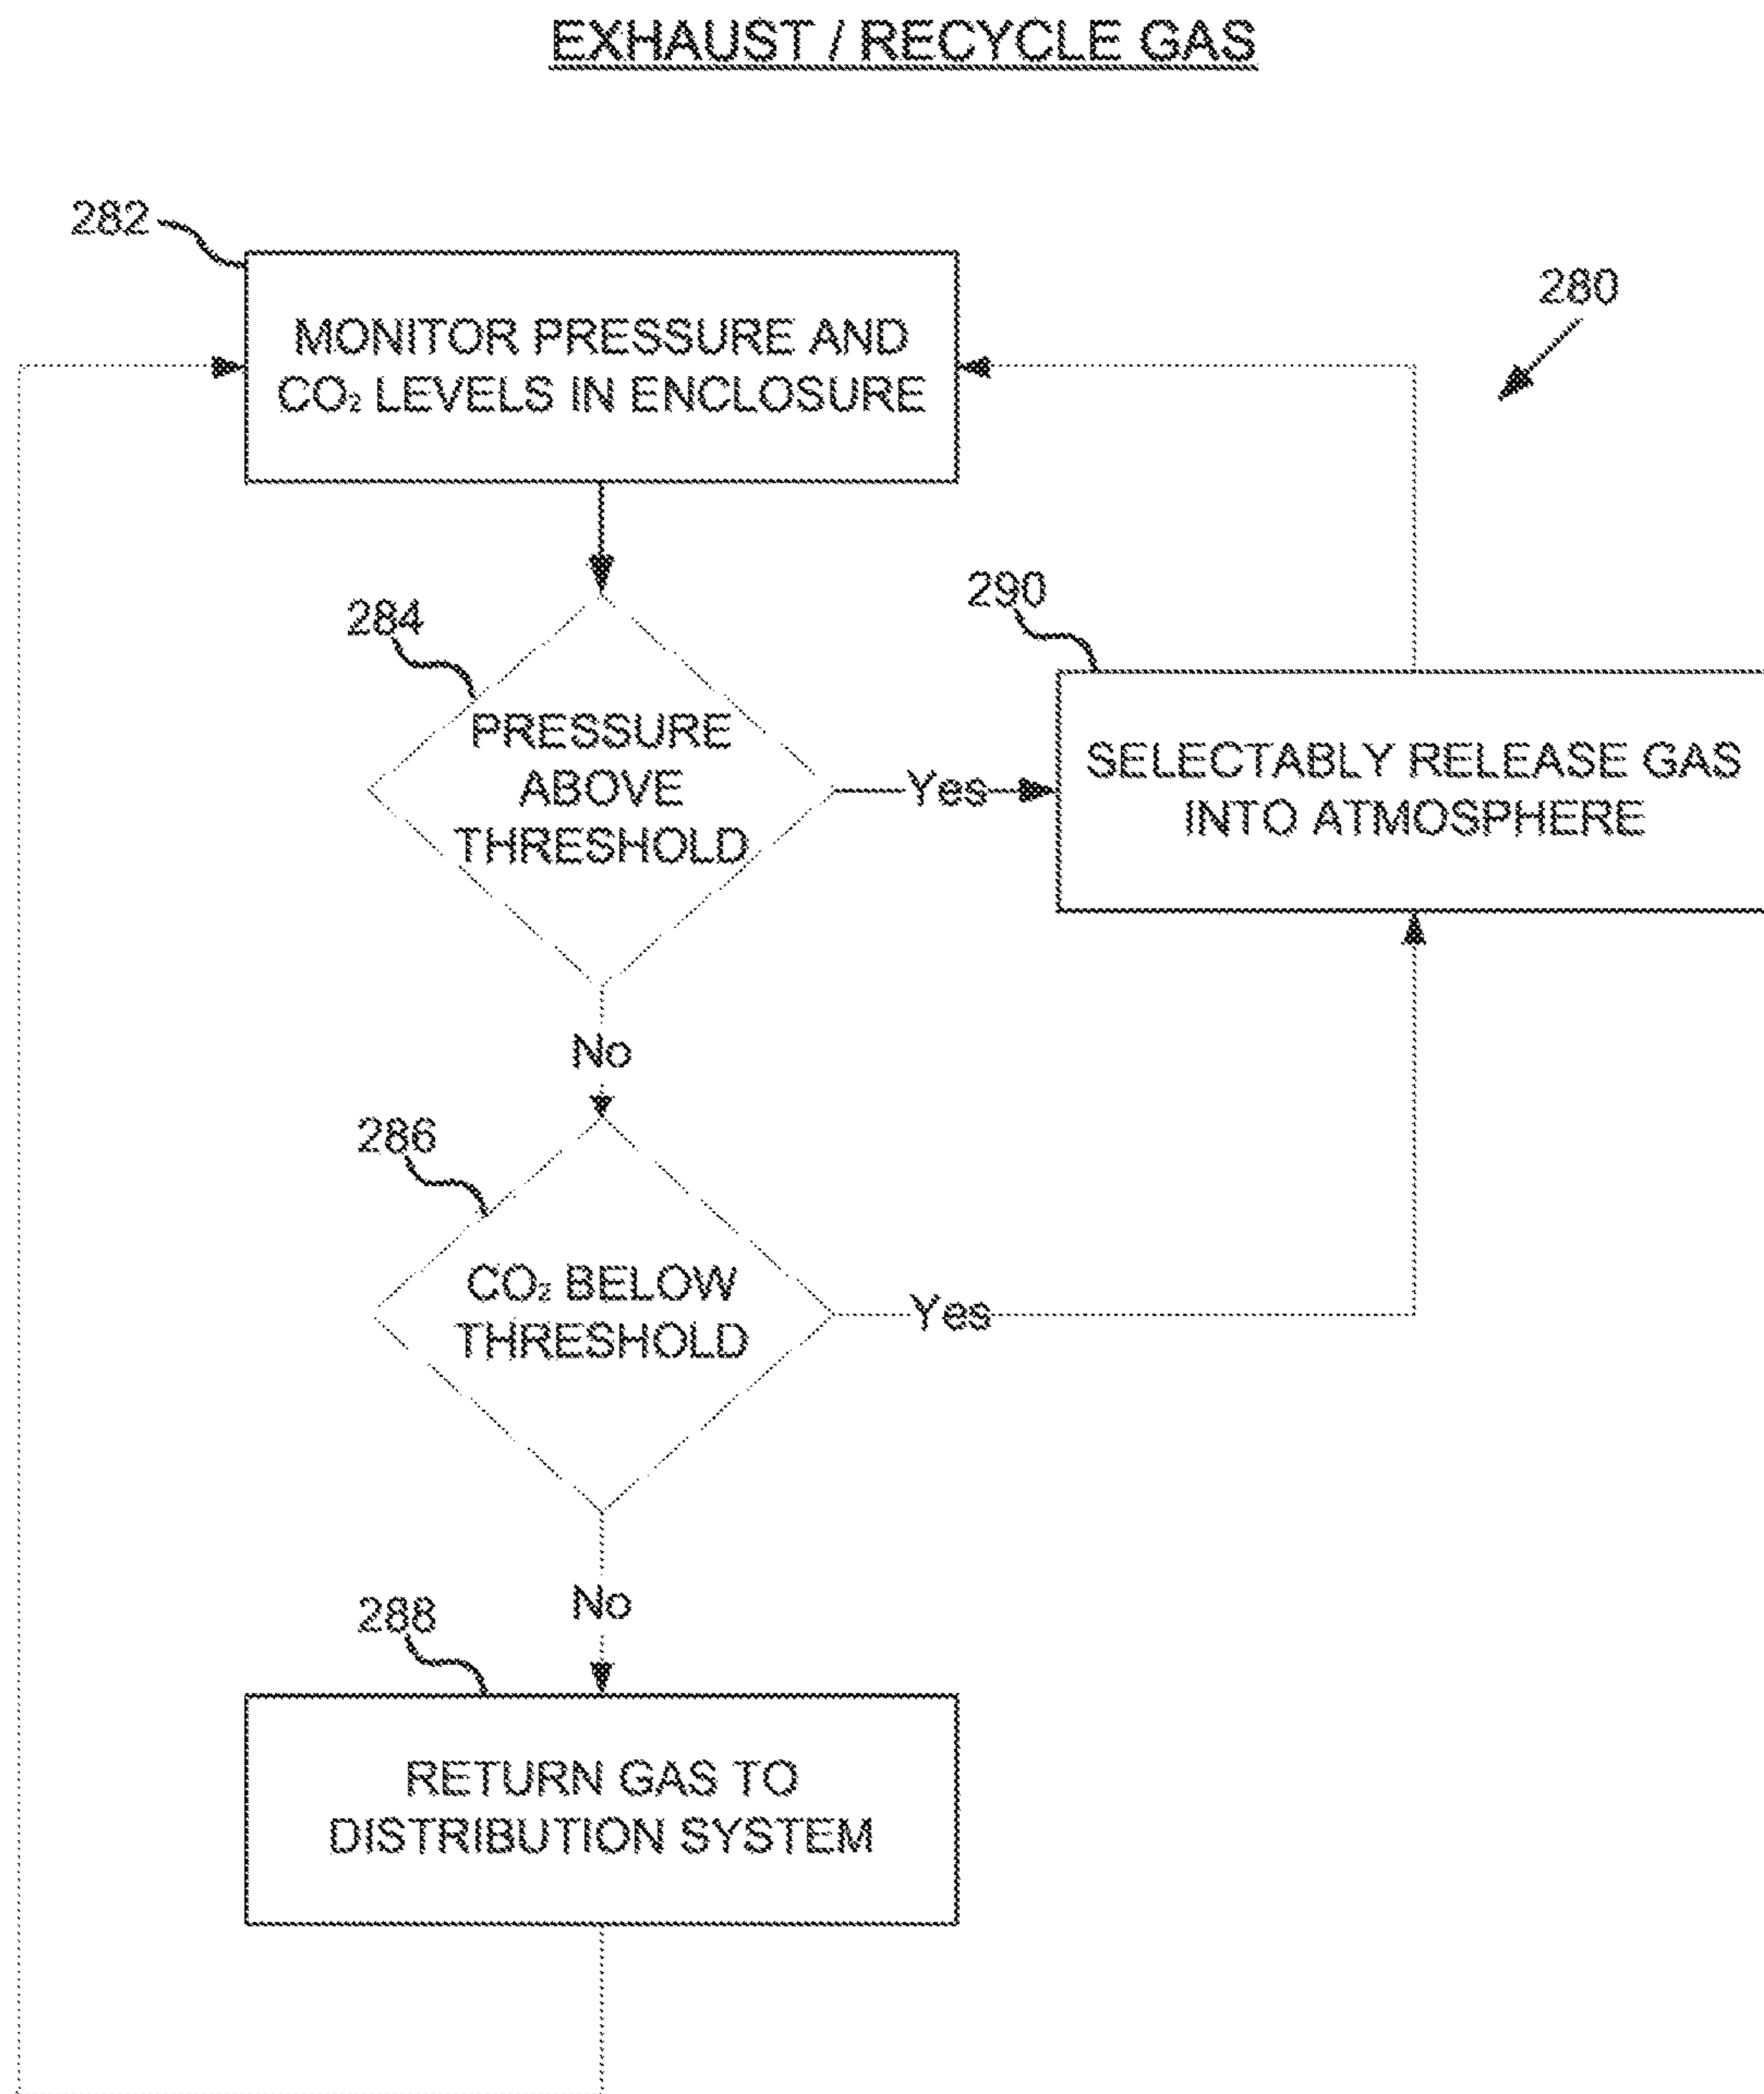 EXHAUST / RECYCLE GAS
282
MONITOR PRESSURE AND
CO₂ LEVELS IN ENCLOSURE
280
284
PRESSURE
ABOVE
THRESHOLD
Yes
290
SELECTABLY RELEASE GAS
INTO ATMOSPHERE
No
286
CO₂ BELOW
THRESHOLD
Yes
No
288
RETURN GAS TO
DISTRIBUTION SYSTEM